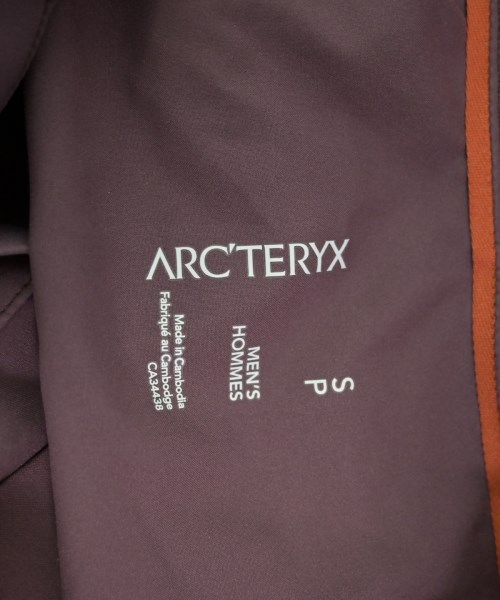 ARC'TERYX
S
P
MEN'S
HOMMES
Made in Cambodia
Fabriqué au Cambodge
CA34438